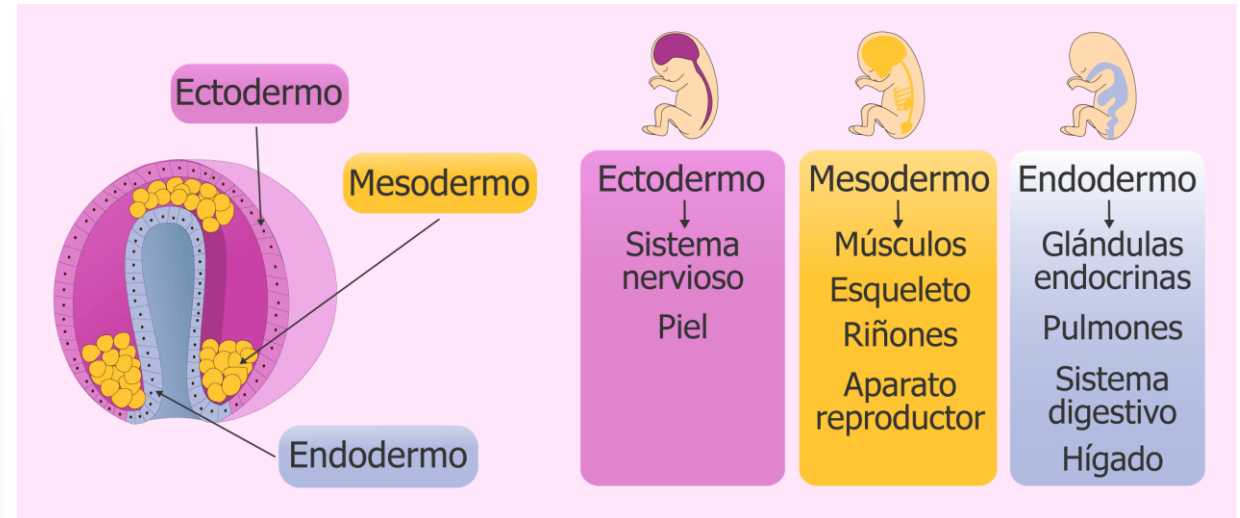 Ectodermo
Mesodermo
Endodermo
Ectodermo
Sistema
nervioso
Piel
Mesodermo
Músculos
Esqueleto
Riñones
Aparato
reproductor
Endodermo
Glándulas
endocrinas
Pulmones
Sistema
digestivo
Hígado